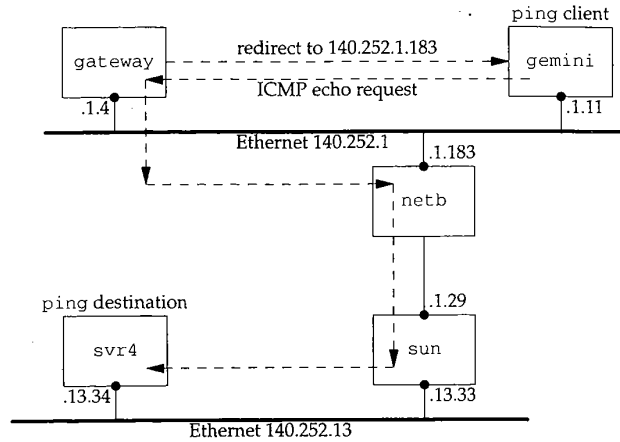 ping client
redirect to 140.252.1.183
gateway
gemini
ICMP echo request
.1.4
.1.11
Ethernet 140.252.1
.1.183
netb
.1.29
ping destination
svr4
sun
.13.34
.13.33
Ethernet 140.252.13